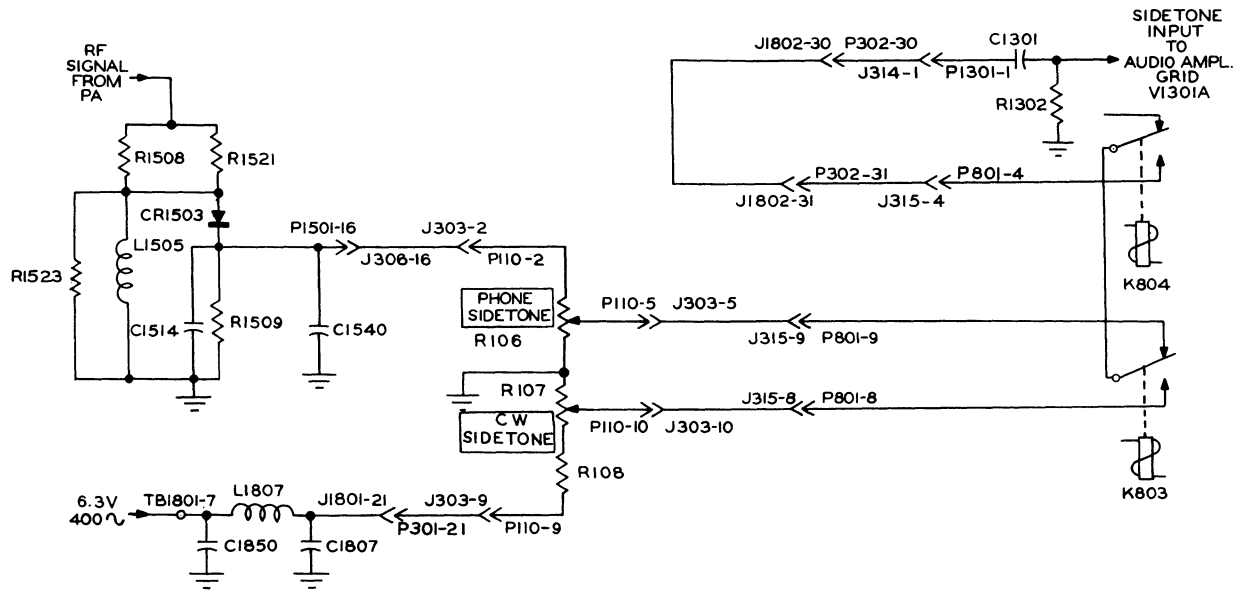 RF
SIGNAL
FROM
PA
R1508
R1521
CR1503
L1505
R1523
C1514
R1509
C1540
P1501-16
J306-16
J303-2
P110-2
PHONE
SIDETONE
R106
R107
CW
SIDETONE
R108
P110-5
J303-5
J315-9
P801-9
P110-10
J303-10
J315-8
P801-8
6.3V
400~
TB1801-7
L1807
J1801-21
P301-21
J303-9
P110-9
C1850
C1807
J1802-30
P302-30
J314-1
P1301-1
C1301
R1302
SIDETONE
INPUT
TO
AUDIO AMPL.
GRID
V1301A
J1802-31
P302-31
J315-4
P801-4
K804
K803